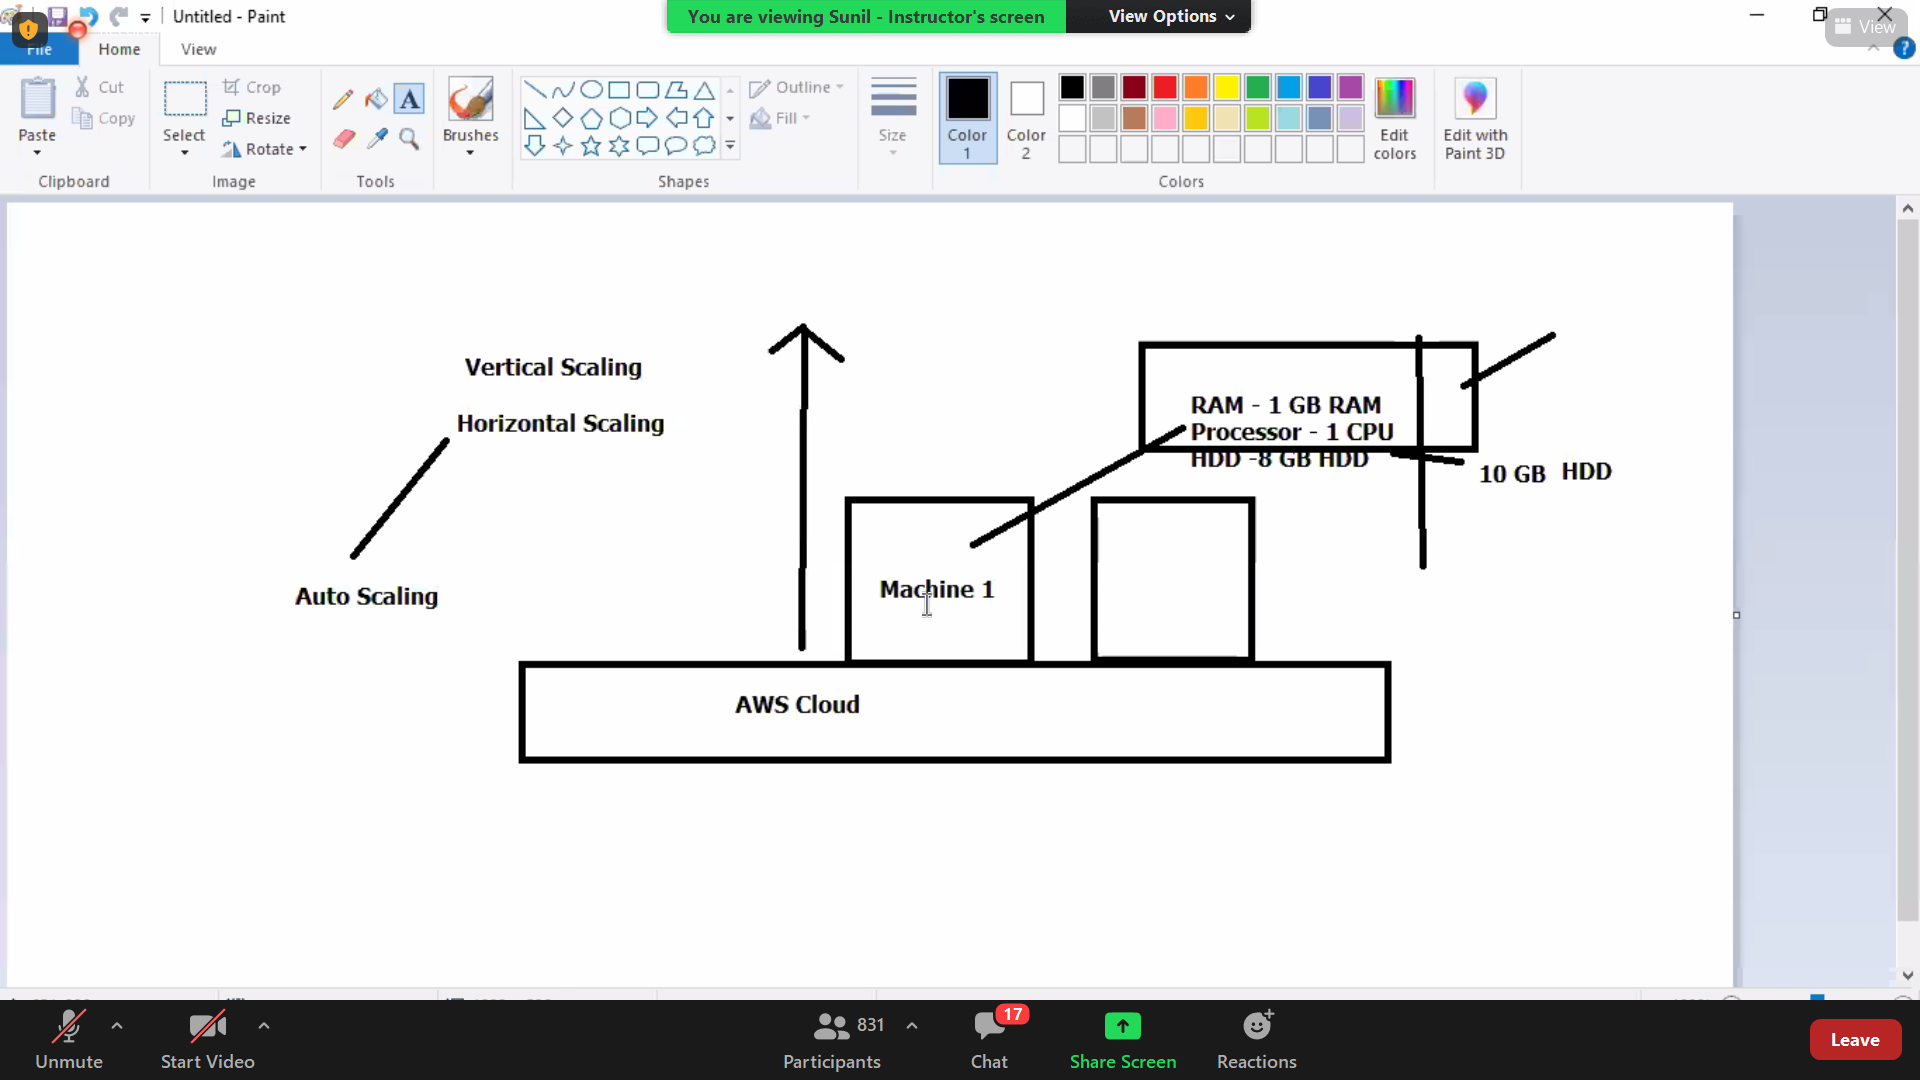 Untitled - Paint
You are viewing Sunil - Instructor's screen
View Options
View
File
Home
View
Paste
Cut
Copy
Clipboard
Select
Crop
Resize
Rotate
Image
Tools
Brushes
Shapes
Outline
Fill
Size
Color 1
Color 2
Colors
Edit colors
Edit with Paint 3D
Vertical Scaling
Horizontal Scaling
Auto Scaling
RAM - 1 GB RAM
Processor - 1 CPU
HDD -8 GB HDD
10 GB HDD
Machine 1
AWS Cloud
Unmute
Start Video
831
Participants
17
Chat
Share Screen
Reactions
Leave